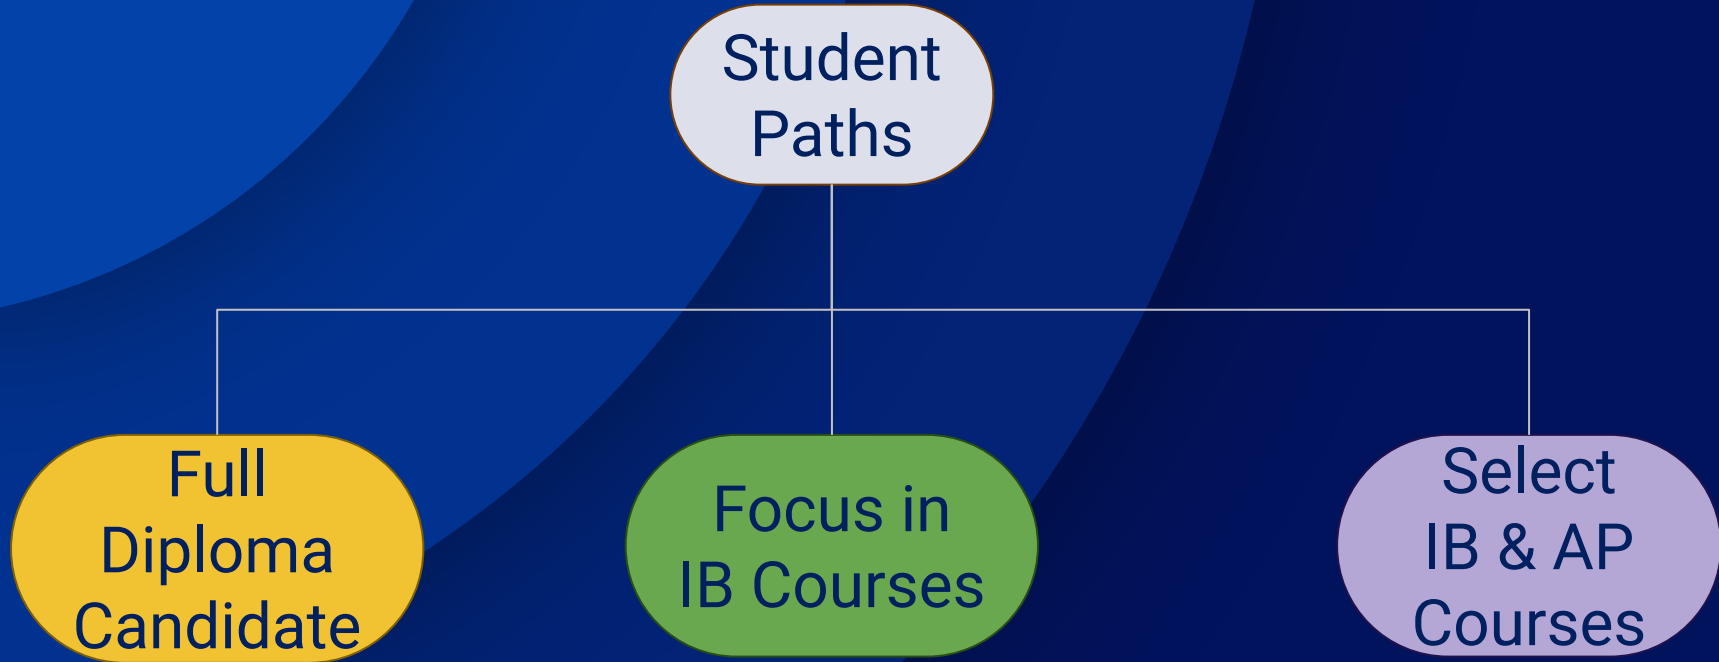 Student
Paths
Full
Diploma
Candidate
Focus in
IB Courses
Select
IB & AP
Courses